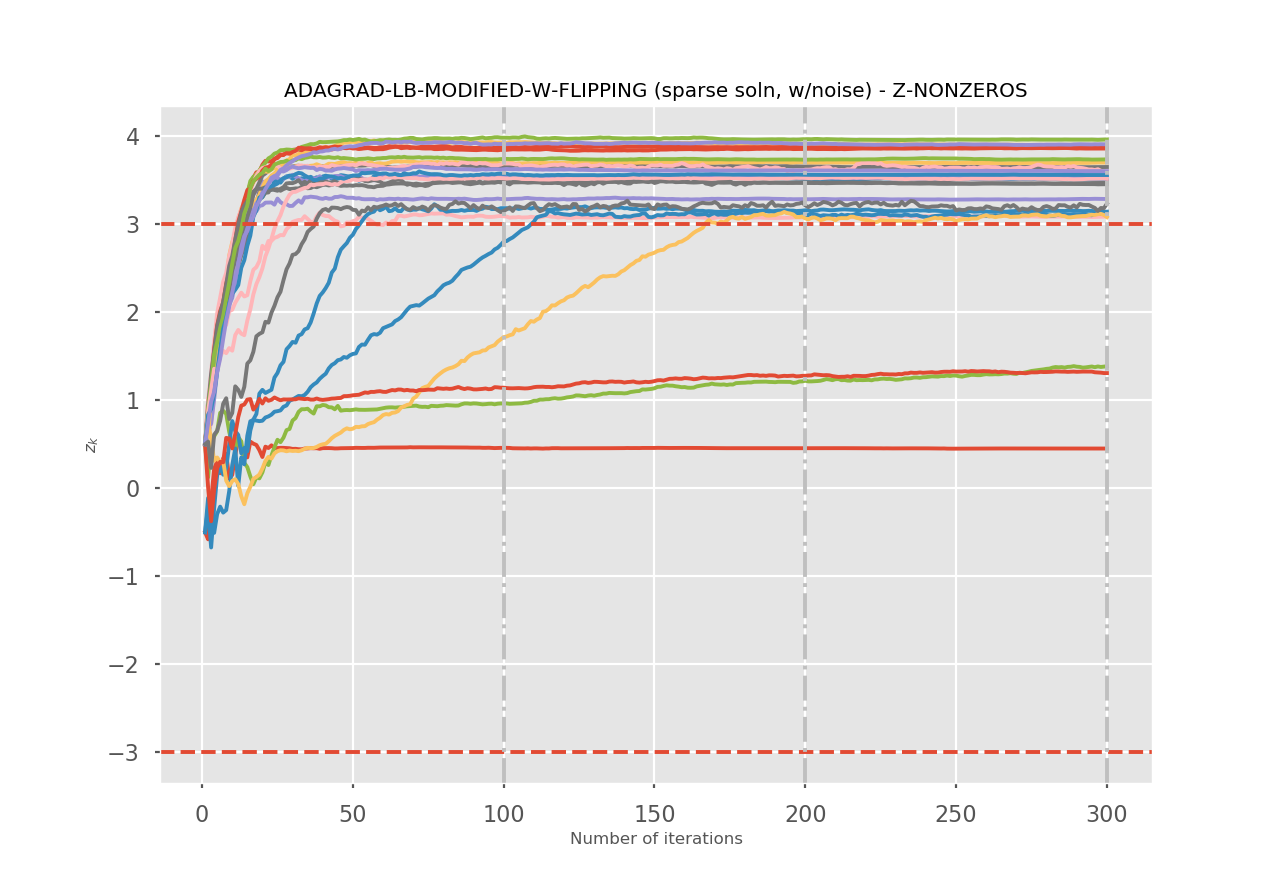 ADAGRAD-LB-MODIFIED-W-FLIPPING (sparse soln, w/noise) - Z-NONZEROS
4
3
2
1
0
−1
−2
−3
z_k
0 50 100 150 200 250 300
Number of iterations